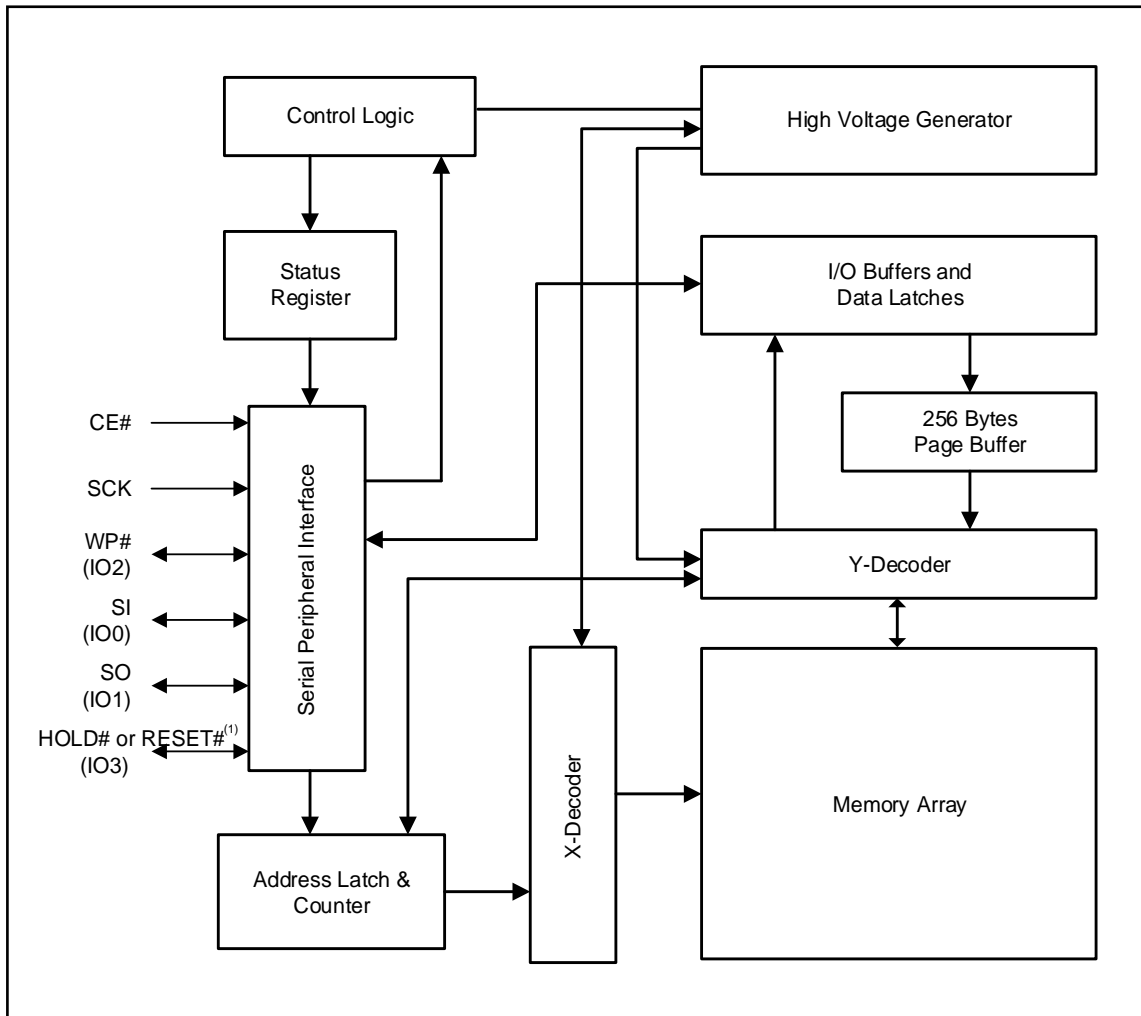 Control Logic
High Voltage Generator
Status
Register
I/O Buffers and
Data Latches
256 Bytes
Page Buffer
Y-Decoder
CE#
SCK
WP#
(IO2)
SI
(IO0)
SO
(IO1)
HOLD# or RESET#(1)
(IO3)
Serial Peripheral Interface
X-Decoder
Memory Array
Address Latch &
Counter